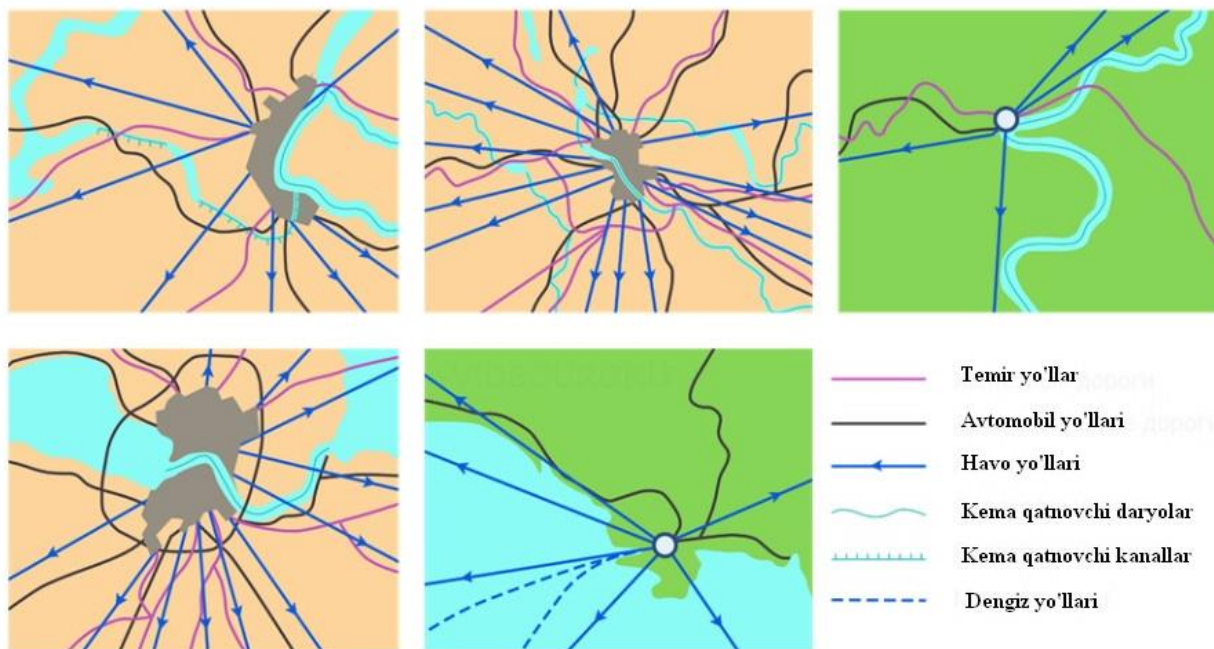 Temir yo'llar
Avtomobil yo'llari
Havo yo'llari
Kema qatnovchi daryolar
Kema qatnovchi kanallar
Dengiz yo'llari